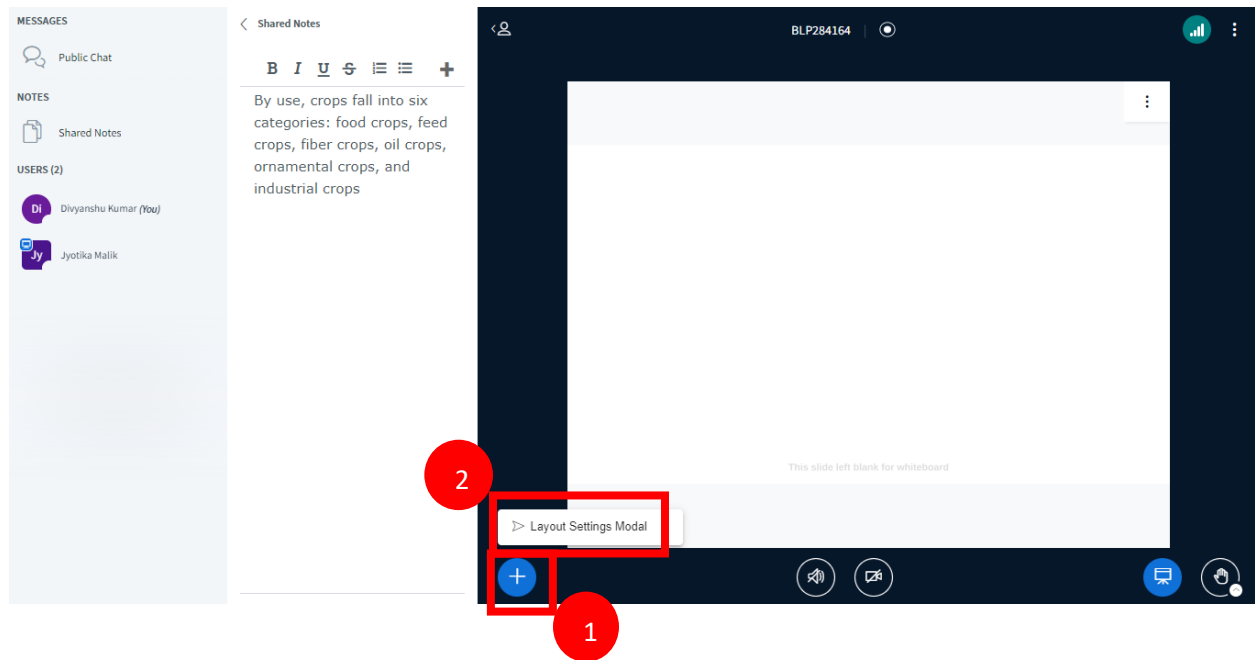 MESSAGES
Public Chat
NOTES
Shared Notes
USERS (2)
Di Divyanshu Kumar (You)
Jy Jyotika Malik
Shared Notes
B I U S
By use, crops fall into six
categories: food crops, feed
crops, fiber crops, oil crops,
ornamental crops, and
industrial crops
BLP284164
This slide left blank for whiteboard
2
Layout Settings Modal
1